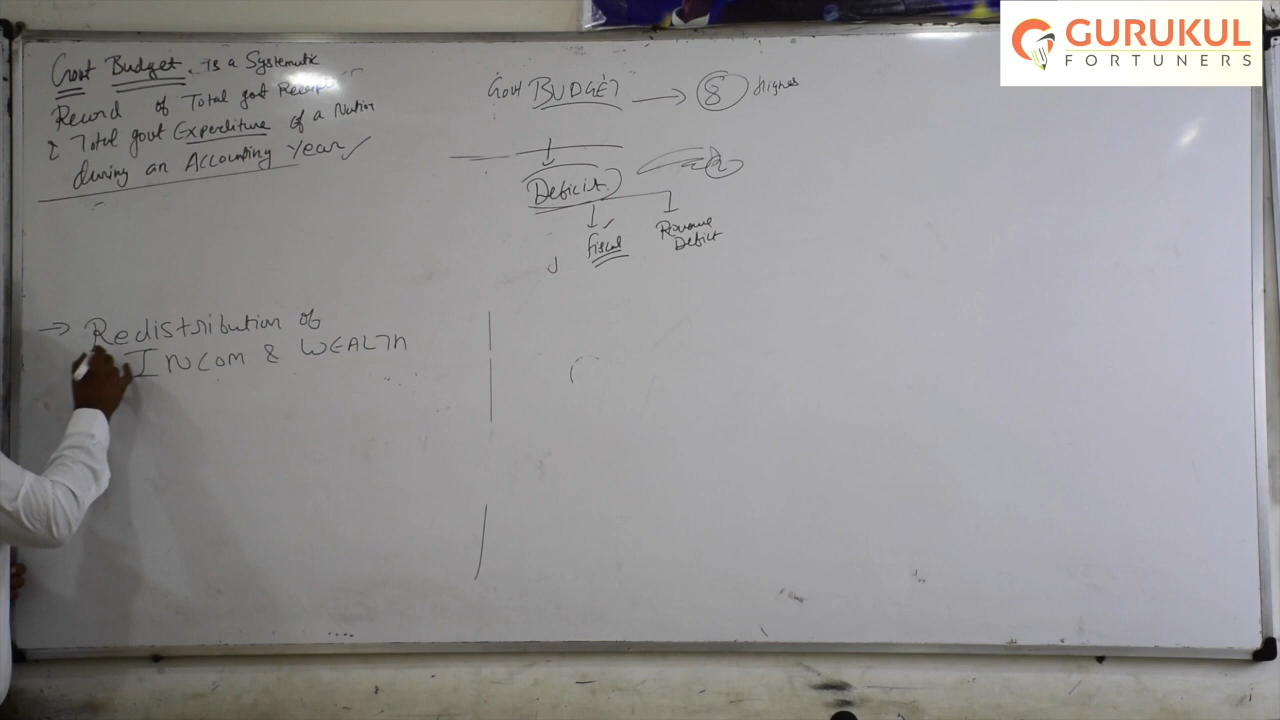 Govt Budget is a Systematic
Record of Total govt Receipts
& Total govt Expenditure of a Nation
during an Accounting Year
→ Redistribution of
INCOM & WEALTH
Govt BUDGET → 8
Deficit
fiscal
Revenue
Deficit
GURUKUL
FORTUNERS